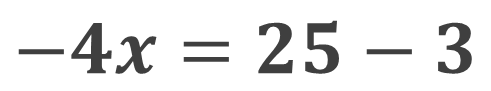 −4x = 25 − 3